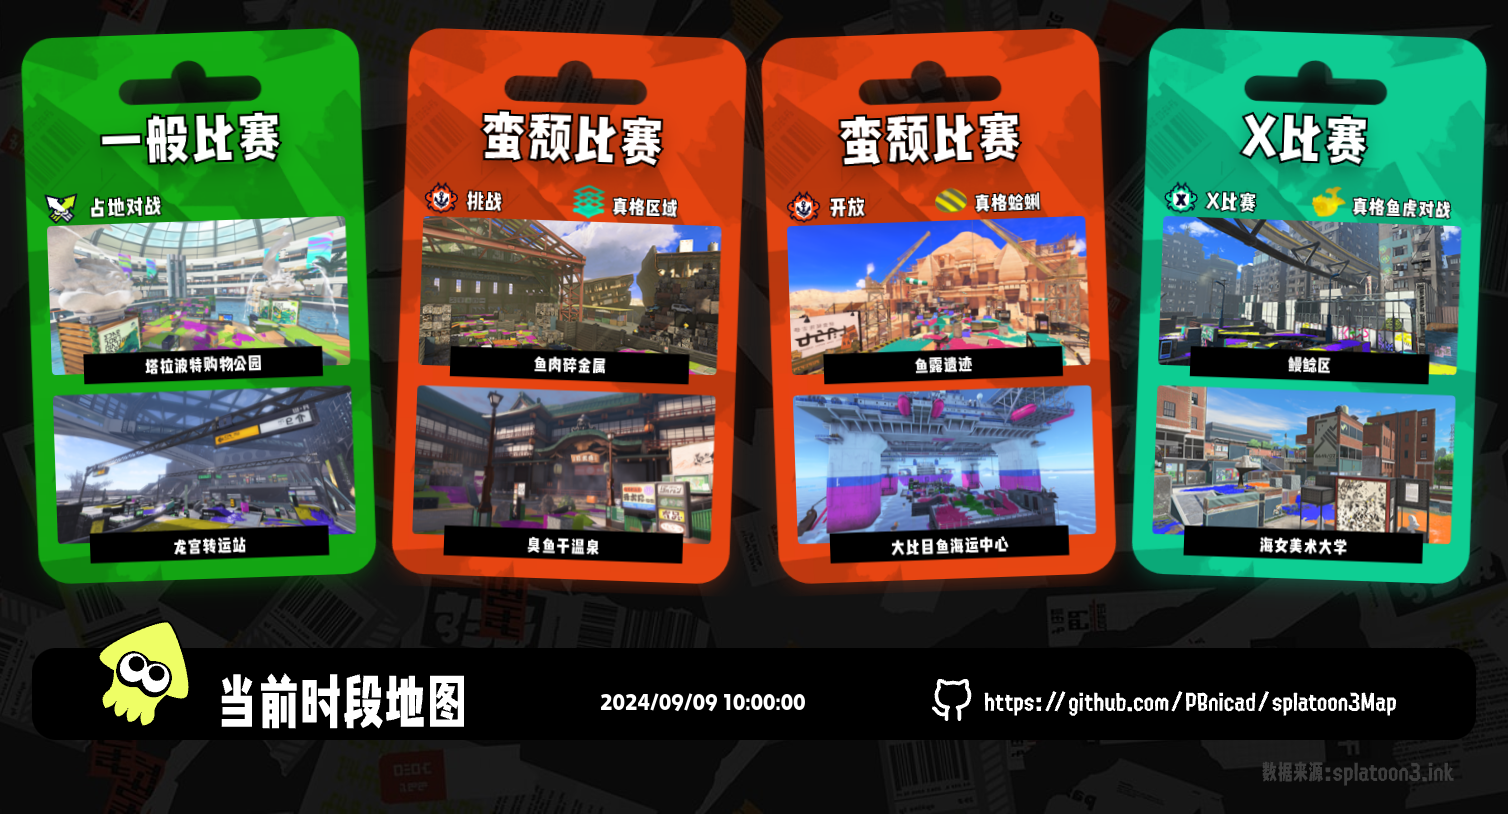 一般比赛
占地对战
塔拉波特购物公园
龙宫转运站
蛮颓比赛
挑战
真格区域
鱼肉碎金属
臭鱼干温泉
蛮颓比赛
开放
真格蛤蜊
鱼露遗迹
大比目鱼海运中心
X比赛
X比赛
真格鱼虎对战
鳗鲶区
海女美术大学
当前时段地图
2024/09/09 10:00:00
https://github.com/PBnicad/splatoon3Map
数据来源:splatoon3.ink